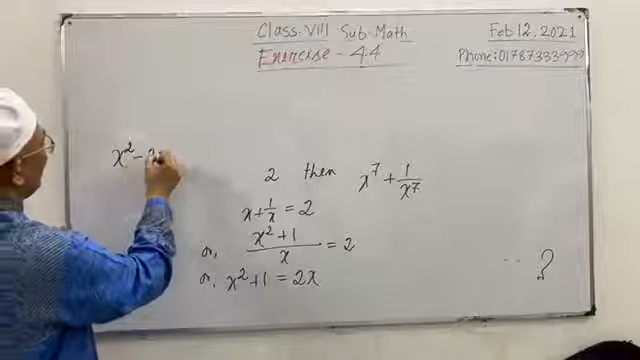 Class-VIII Sub-Math
Feb 12, 2021
Exercise - 4.4
Phone: 01787333999
x² - 2
2 then x⁷ + 1/x⁷
x + 1/x = 2
or, (x² + 1)/x = 2
or, x² + 1 = 2x
?